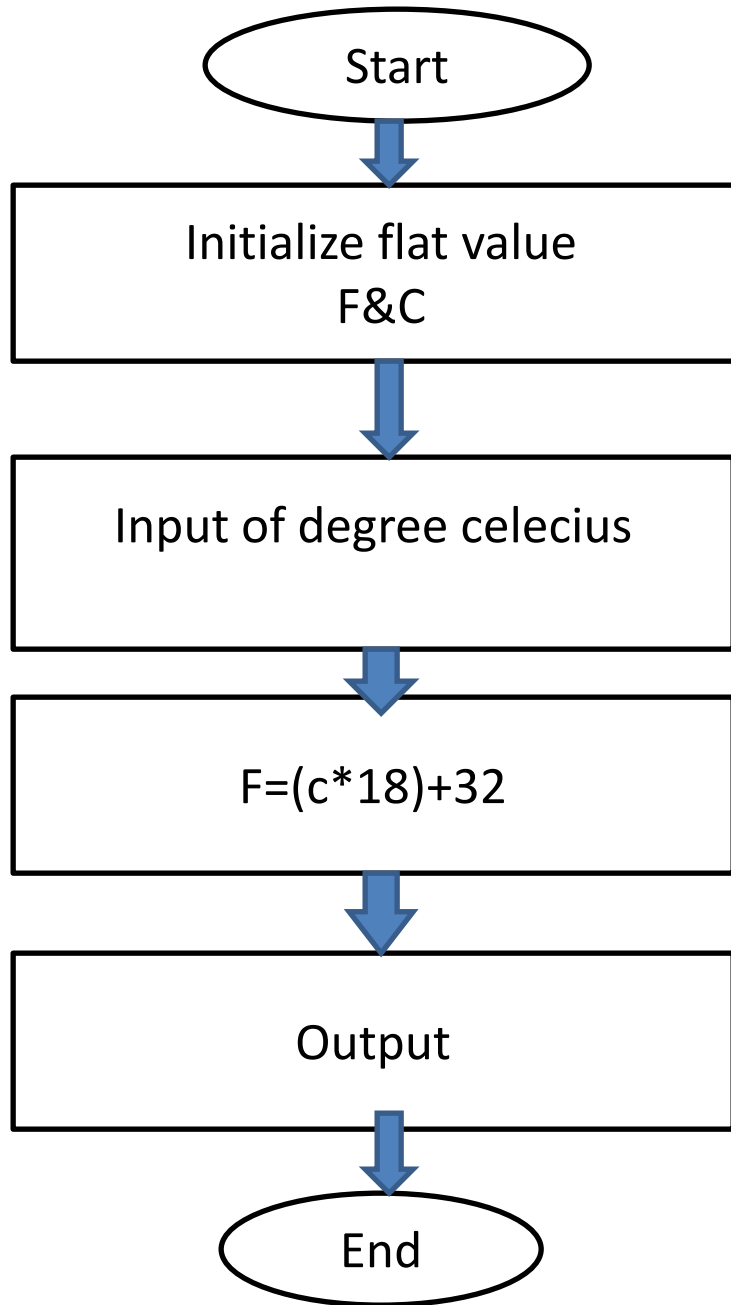 Start
Initialize flat value
F&C
Input of degree celecius
F=(c*18)+32
Output
End